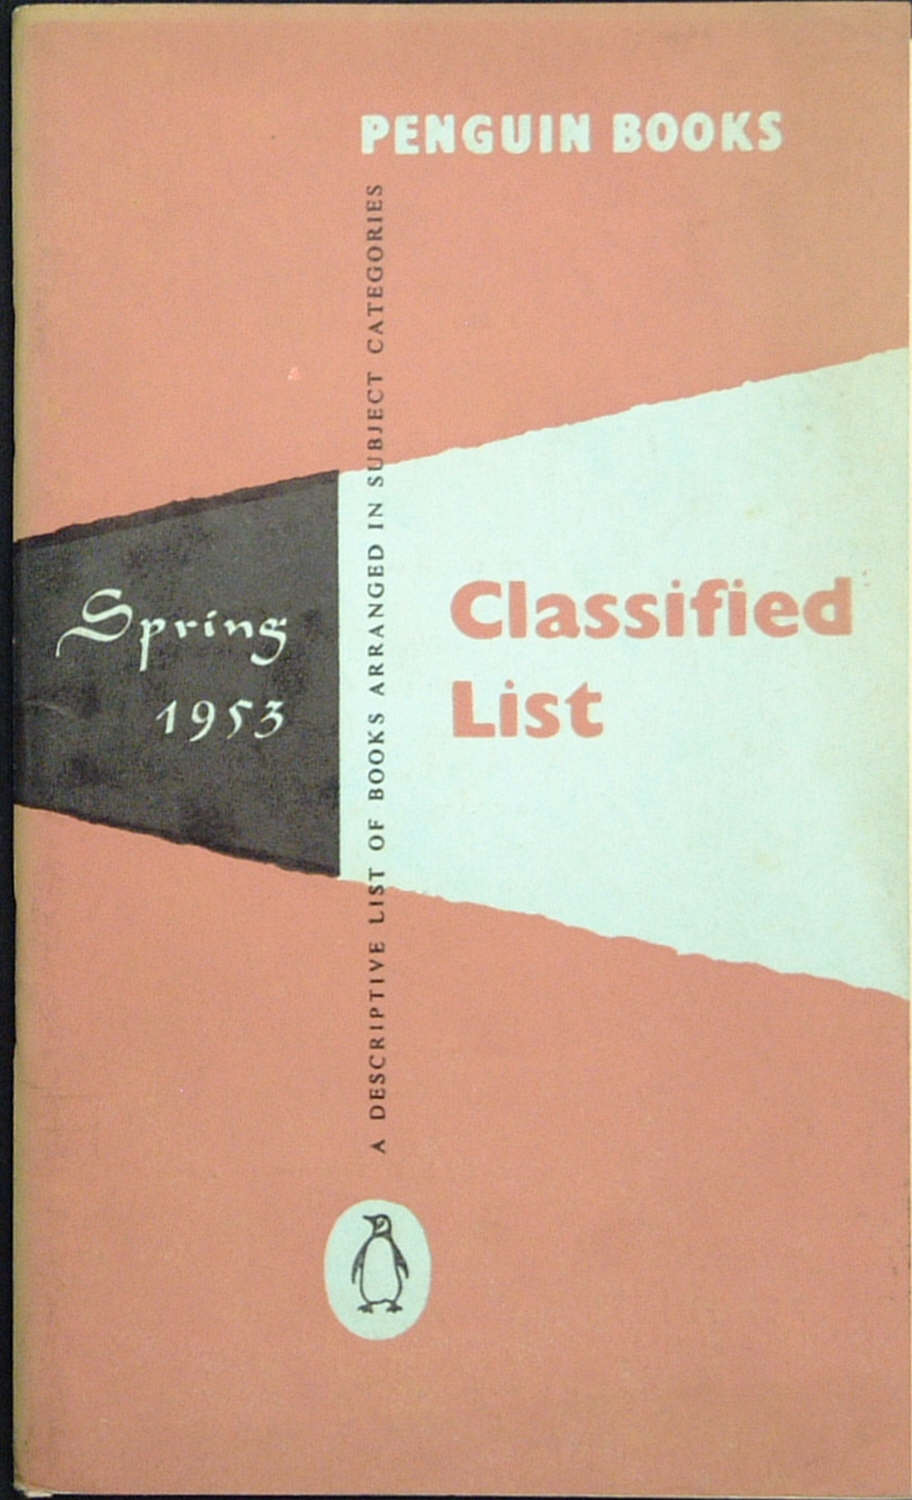 PENGUIN BOOKS
A DESCRIPTIVE LIST OF BOOKS ARRANGED IN SUBJECT CATEGORIES
Spring
1953
Classified
List